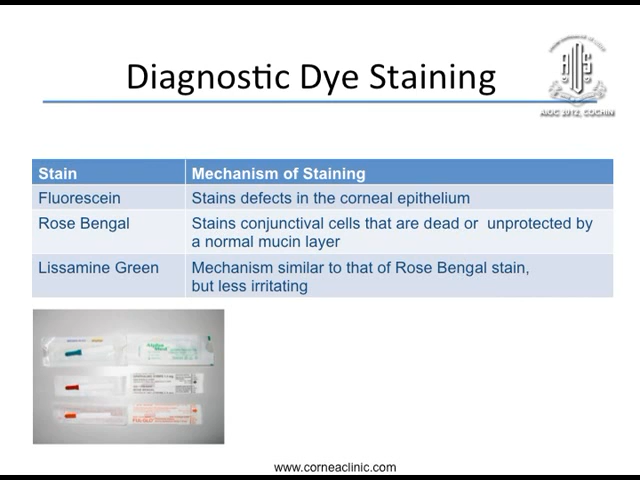 Diagnostic Dye Staining
AIOS
AIOC 2012, COCHIN
Stain Mechanism of Staining
Fluorescein Stains defects in the corneal epithelium
Rose Bengal Stains conjunctival cells that are dead or unprotected by
a normal mucin layer
Lissamine Green Mechanism similar to that of Rose Bengal stain,
but less irritating
www.corneaclinic.com